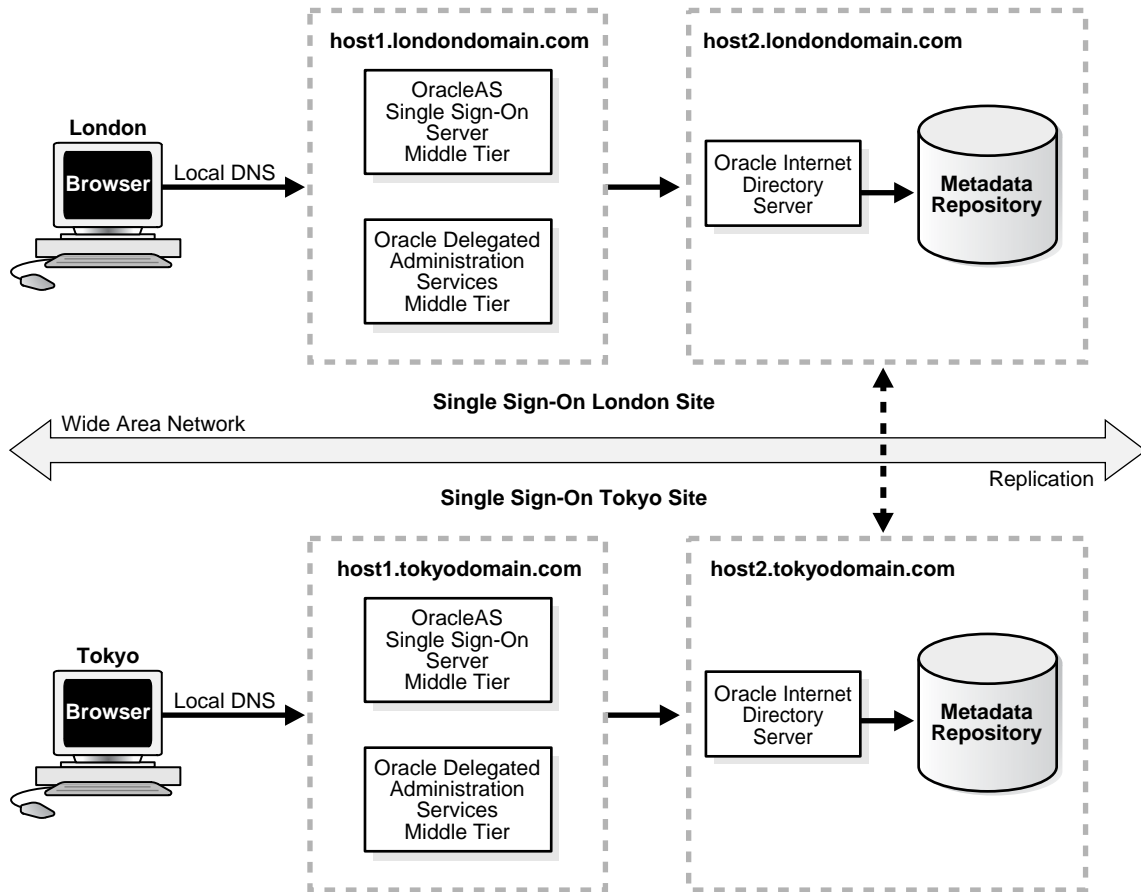 host1.londondomain.com
host2.londondomain.com
OracleAS
Single Sign-On
Server
Middle Tier
London
Browser
Local DNS
Oracle Internet
Directory
Server
Metadata
Repository
Oracle Delegated
Administration
Services
Middle Tier
Single Sign-On London Site
Wide Area Network
Replication
Single Sign-On Tokyo Site
host1.tokyodomain.com
host2.tokyodomain.com
OracleAS
Single Sign-On
Server
Middle Tier
Tokyo
Browser
Local DNS
Oracle Internet
Directory
Server
Metadata
Repository
Oracle Delegated
Administration
Services
Middle Tier